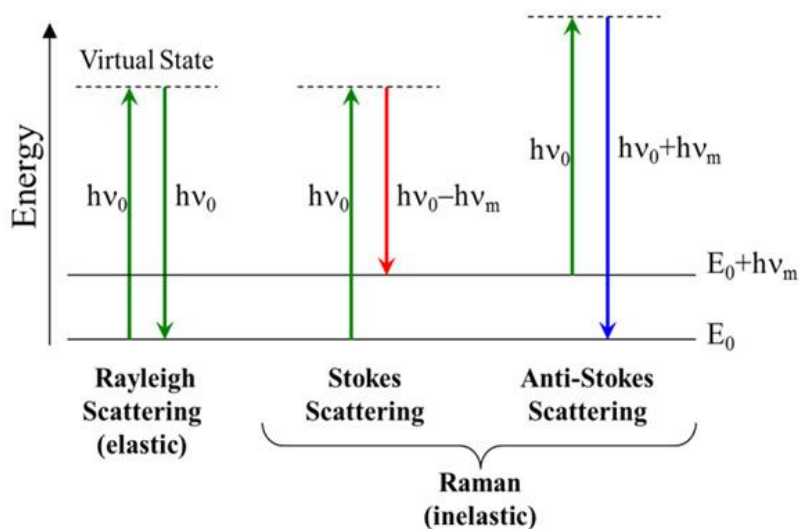 Energy
Virtual State
hν₀
hν₀
hν₀
hν₀–hνₘ
hν₀
hν₀+hνₘ
E₀+hνₘ
E₀
Rayleigh
Scattering
(elastic)
Stokes
Scattering
Anti-Stokes
Scattering
Raman
(inelastic)